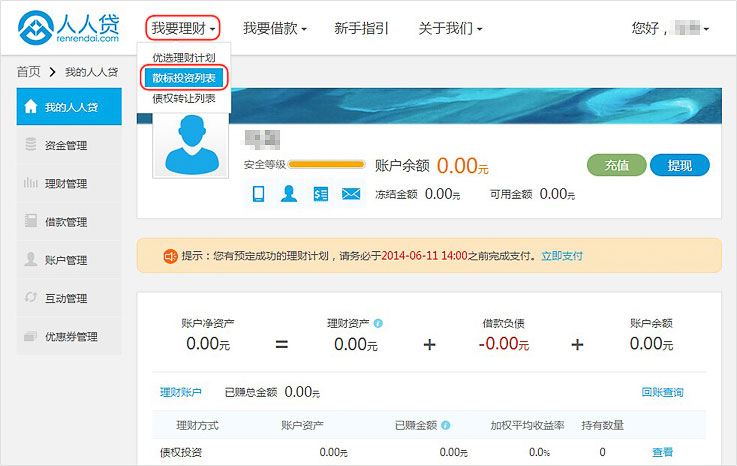 人人贷
renrendai.com
我要理财 我要借款 新手指引 关于我们 您好，
优选理财计划
散标投资列表
债权转让列表
首页 > 我的人人贷
我的人人贷
资金管理
理财管理
借款管理
账户管理
互动管理
优惠券管理
安全等级 账户余额 0.00元 充值 提现
冻结金额 0.00元 可用金额 0.00元
提示：您有预定成功的理财计划，请务必于2014-06-11 14:00之前完成支付。立即支付
账户净资产 理财资产 借款负债 账户余额
0.00元 = 0.00元 + -0.00元 + 0.00元
理财账户 已赚总金额 0.00元 回账查询
理财方式 账户资产 已赚金额 加权平均收益率 持有数量
债权投资 0.00元 0.00元 0.0% 0 查看